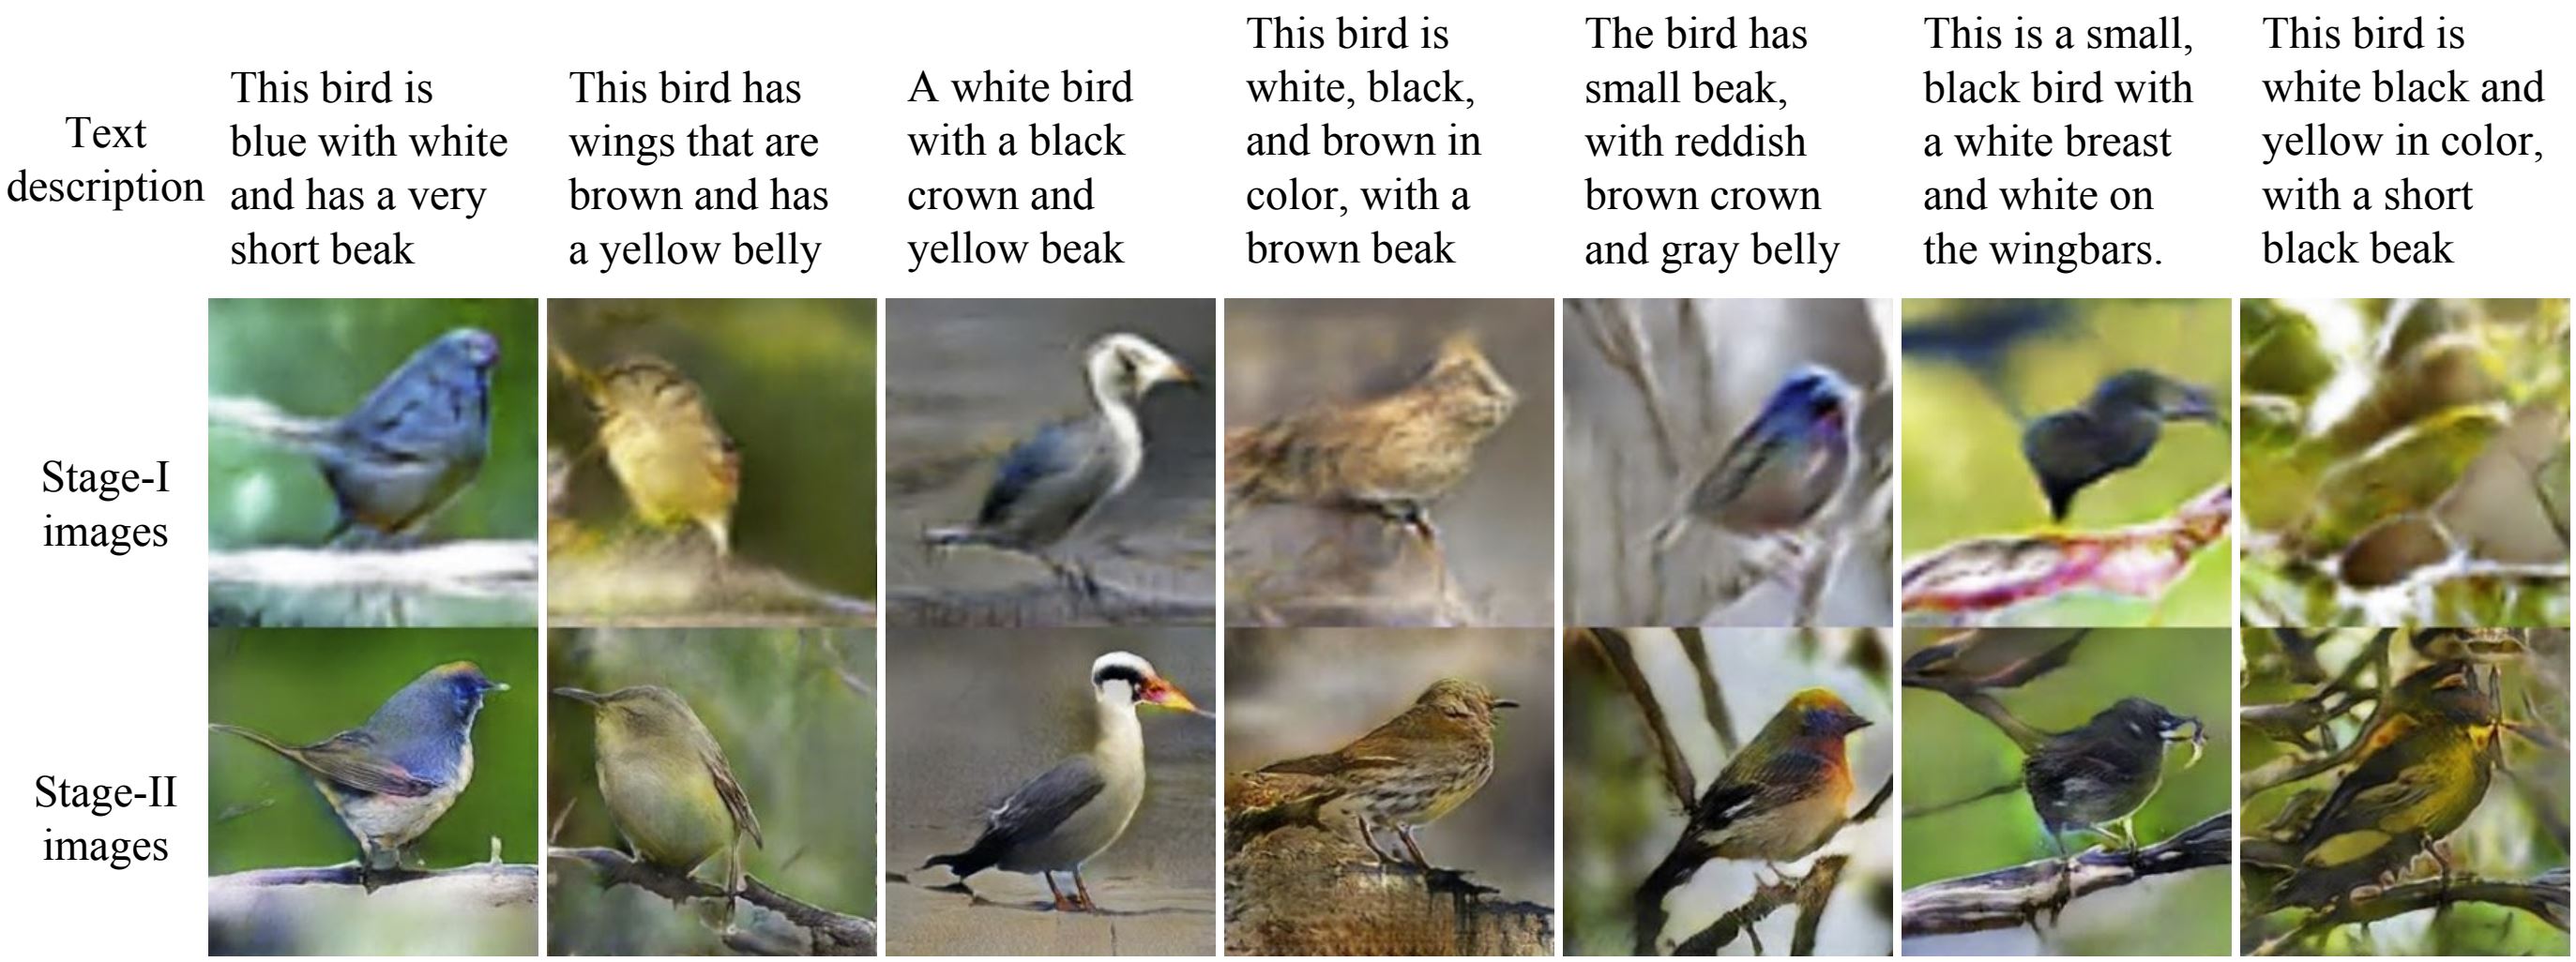 Text
description
This bird is
blue with white
and has a very
short beak
This bird has
wings that are
brown and has
a yellow belly
A white bird
with a black
crown and
yellow beak
This bird is
white, black,
and brown in
color, with a
brown beak
The bird has
small beak,
with reddish
brown crown
and gray belly
This is a small,
black bird with
a white breast
and white on
the wingbars.
This bird is
white black and
yellow in color,
with a short
black beak
Stage-I
images
Stage-II
images